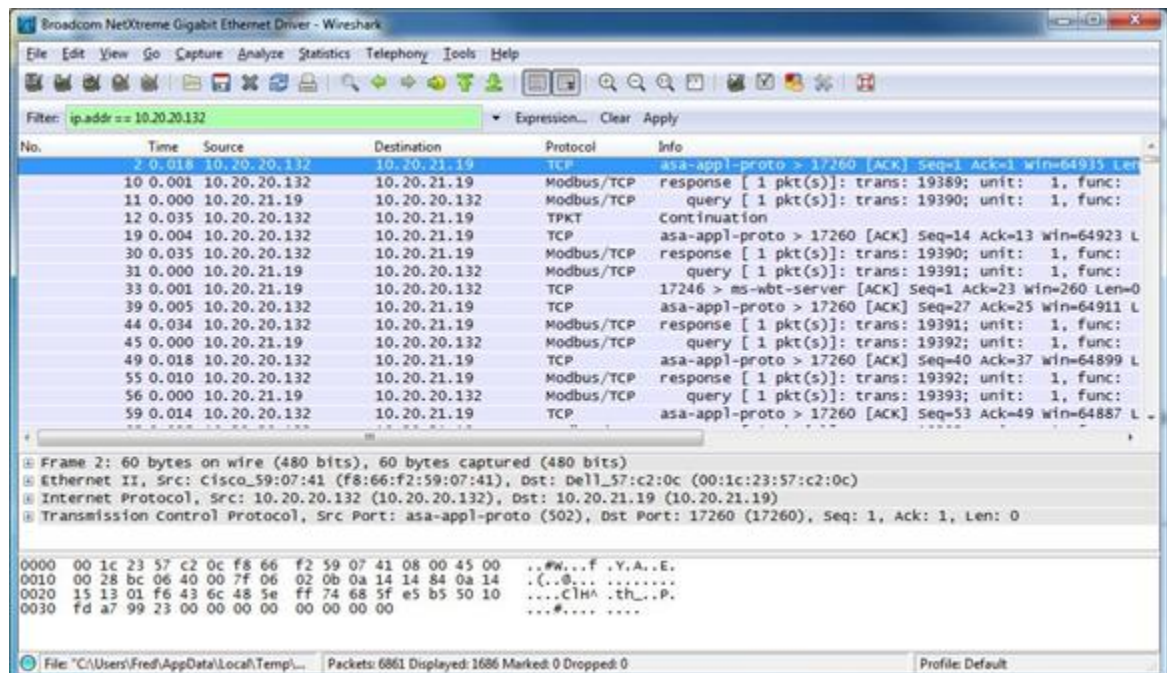 Broadcom NetXtreme Gigabit Ethernet Driver - Wireshark
File Edit View Go Capture Analyze Statistics Telephony Tools Help
Filter: ip.addr == 10.20.20.132 Expression... Clear Apply
No. Time Source Destination Protocol Info
2 0.018 10.20.20.132 10.20.21.19 TCP asa-appl-proto > 17260 [ACK] Seq=1 Ack=1 Win=64935 Len
10 0.001 10.20.20.132 10.20.21.19 Modbus/TCP response [ 1 pkt(s)]: trans: 19389; unit: 1, func:
11 0.000 10.20.21.19 10.20.20.132 Modbus/TCP query [ 1 pkt(s)]: trans: 19390; unit: 1, func:
12 0.035 10.20.20.132 10.20.21.19 TPKT Continuation
19 0.004 10.20.20.132 10.20.21.19 TCP asa-appl-proto > 17260 [ACK] Seq=14 Ack=13 Win=64923 L
30 0.035 10.20.20.132 10.20.21.19 Modbus/TCP response [ 1 pkt(s)]: trans: 19390; unit: 1, func:
31 0.000 10.20.21.19 10.20.20.132 Modbus/TCP query [ 1 pkt(s)]: trans: 19391; unit: 1, func:
33 0.001 10.20.21.19 10.20.20.132 TCP 17246 > ms-wbt-server [ACK] Seq=1 Ack=23 Win=260 Len=0
39 0.005 10.20.20.132 10.20.21.19 TCP asa-appl-proto > 17260 [ACK] Seq=27 Ack=25 Win=64911 L
44 0.034 10.20.20.132 10.20.21.19 Modbus/TCP response [ 1 pkt(s)]: trans: 19391; unit: 1, func:
45 0.000 10.20.21.19 10.20.20.132 Modbus/TCP query [ 1 pkt(s)]: trans: 19392; unit: 1, func:
49 0.018 10.20.20.132 10.20.21.19 TCP asa-appl-proto > 17260 [ACK] Seq=40 Ack=37 Win=64899 L
55 0.010 10.20.20.132 10.20.21.19 Modbus/TCP response [ 1 pkt(s)]: trans: 19392; unit: 1, func:
56 0.000 10.20.21.19 10.20.20.132 Modbus/TCP query [ 1 pkt(s)]: trans: 19393; unit: 1, func:
59 0.014 10.20.20.132 10.20.21.19 TCP asa-appl-proto > 17260 [ACK] Seq=53 Ack=49 Win=64887 L
Frame 2: 60 bytes on wire (480 bits), 60 bytes captured (480 bits)
Ethernet II, Src: Cisco_59:07:41 (f8:66:f2:59:07:41), Dst: Dell_57:c2:0c (00:1c:23:57:c2:0c)
Internet Protocol, Src: 10.20.20.132 (10.20.20.132), Dst: 10.20.21.19 (10.20.21.19)
Transmission Control Protocol, Src Port: asa-appl-proto (502), Dst Port: 17260 (17260), Seq: 1, Ack: 1, Len: 0
0000 00 1c 23 57 c2 0c f8 66 f2 59 07 41 08 00 45 00 ..#W...f .Y.A..E.
0010 00 28 bc 06 40 00 7f 06 02 0b 0a 14 14 84 0a 14 .(..@... ........
0020 15 13 01 f6 43 6c 48 5e ff 74 68 5f e5 b5 50 10 ....ClH^ .th_..P.
0030 fd a7 99 23 00 00 00 00 00 00 00 00 ...#.... ....
File: "C:\Users\Fred\AppData\Local\Temp\... Packets: 6861 Displayed: 1686 Marked: 0 Dropped: 0 Profile: Default